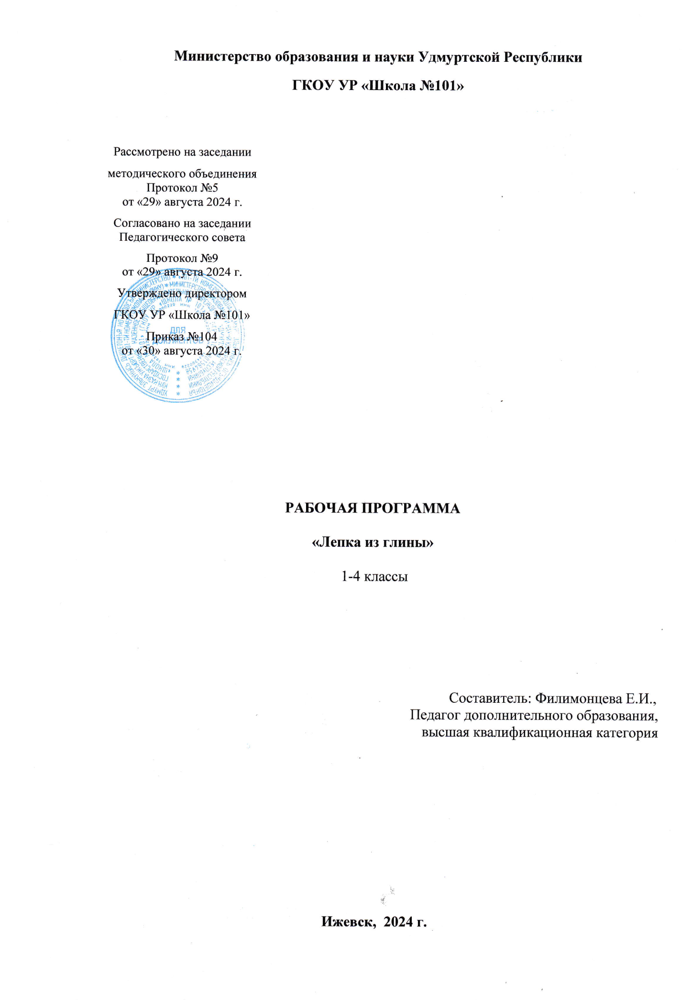 Министерство образования и науки Удмуртской Республики
ГКОУ УР «Школа №101»
Рассмотрено на заседании
методического объединения
Протокол №5
от «29» августа 2024 г.
Согласовано на заседании
Педагогического совета
Протокол №9
от «29» августа 2024 г.
Утверждено директором
ГКОУ УР «Школа №101»
Приказ №104
от «30» августа 2024 г.
ДЛЯ
ДОКУМЕНТОВ
РАБОЧАЯ ПРОГРАММА
«Лепка из глины»
1-4 классы
Составитель: Филимонцева Е.И.,
Педагог дополнительного образования,
высшая квалификационная категория
Ижевск, 2024 г.